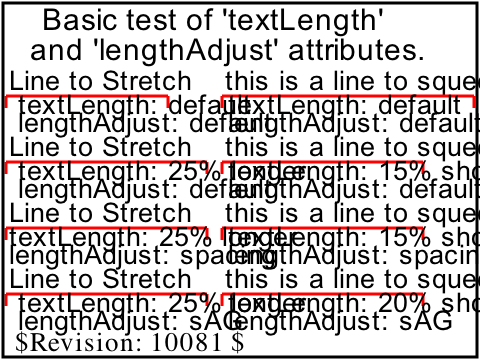 Basic test of 'textLength'
and 'lengthAdjust' attributes.
Line to Stretch
this is a line to squee
textLength: default
textLength: default
lengthAdjust: default
lengthAdjust: default
Line to Stretch
this is a line to squee
textLength: 25% longer
textLength: 15% sho
lengthAdjust: default
lengthAdjust: default
Line to Stretch
this is a line to squee
textLength: 25% longer
textLength: 15% sho
lengthAdjust: spacing
lengthAdjust: spacin
Line to Stretch
this is a line to squee
textLength: 25% longer
textLength: 20% sho
lengthAdjust: sAG
lengthAdjust: sAG
$Revision: 10081 $